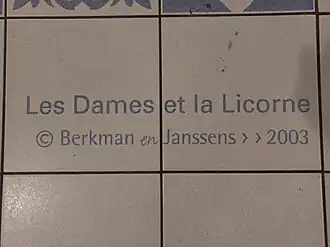 Les Dames et la Licorne
© Berkman en Janssens > > 2003